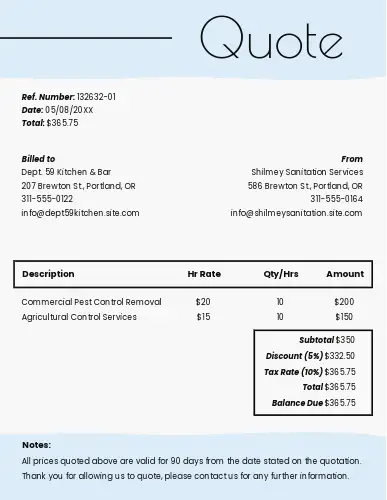 Quote
Ref. Number: 132632-01
Date: 05/08/20XX
Total: $365.75
Billed to
Dept. 59 Kitchen & Bar
207 Brewton St., Portland, OR
311-555-0122
info@dept59kitchen.site.com
From
Shilmey Sanitation Services
586 Brewton St., Portland, OR
311-555-0164
info@shilmeysanitation.site.com
Description Hr Rate Qty/Hrs Amount
Commercial Pest Control Removal $20 10 $200
Agricultural Control Services $15 10 $150
Subtotal $350
Discount (5%) $332.50
Tax Rate (10%) $365.75
Total $365.75
Balance Due $365.75
Notes:
All prices quoted above are valid for 90 days from the date stated on the quotation.
Thank you for allowing us to quote, please contact us for any further information.